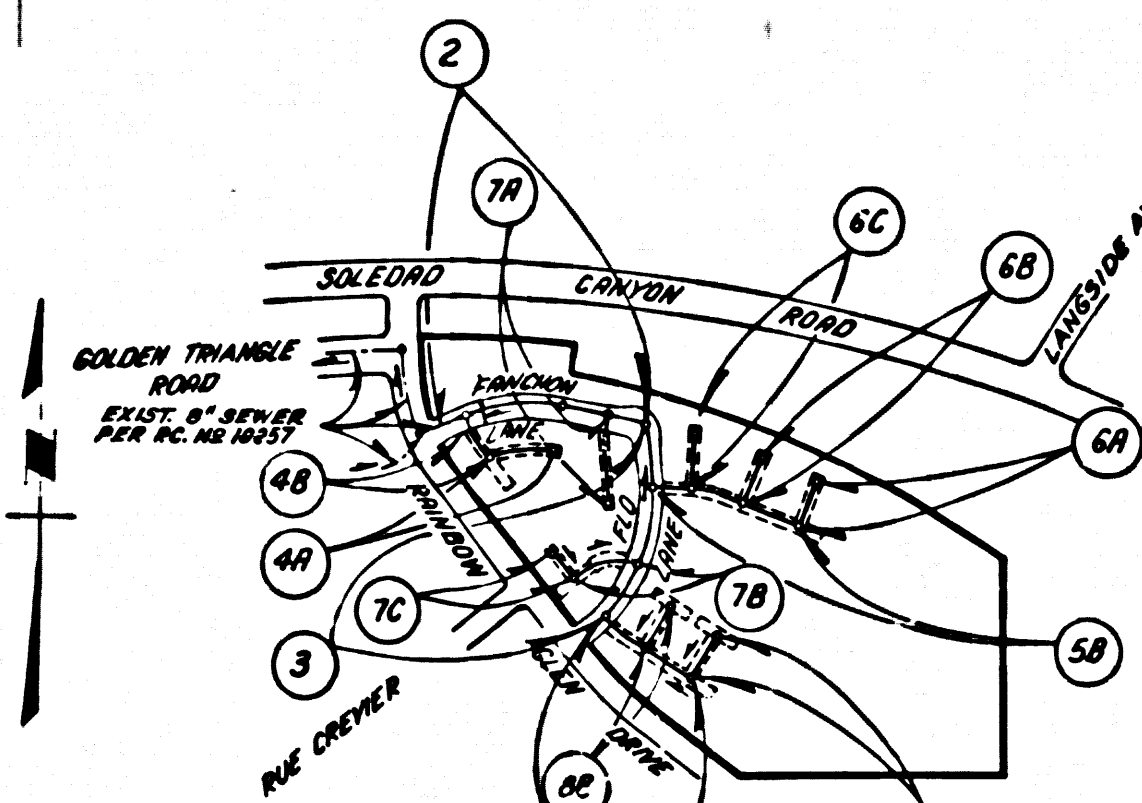 2
7A
6C
6B
LANGSIDE
SOLEDAD CANYON ROAD
GOLDEN TRIANGLE
ROAD
EXIST. 8" SEWER
PER P.C. NO 10257
FANCHON
LANE
6A
4B
RAINBOW
FLO
LANE
4A
7C
7B
3
5B
GLEN
DRIVE
RUE CREVIER